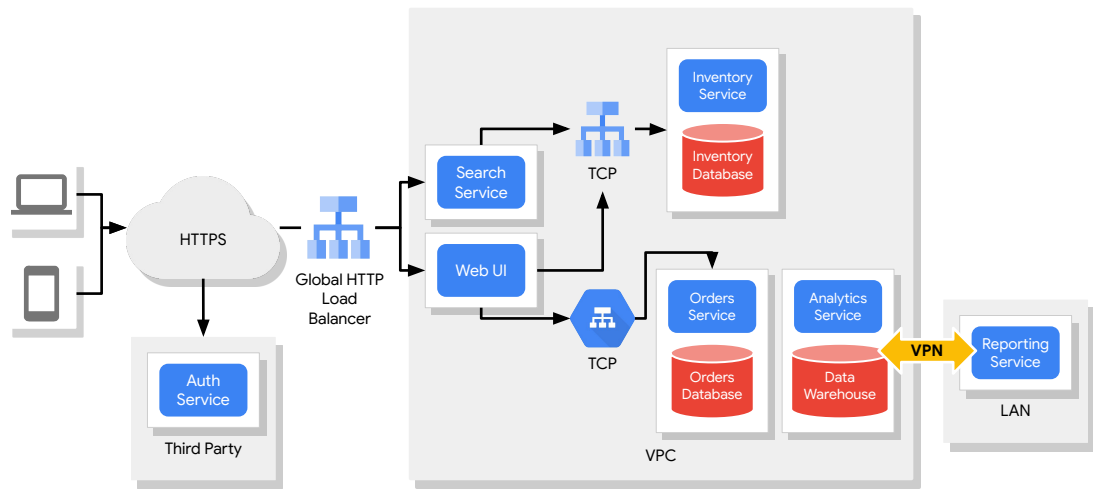 HTTPS
Auth
Service
Third Party
Global HTTP
Load
Balancer
Search
Service
Web UI
TCP
TCP
Inventory
Service
Inventory
Database
Orders
Service
Orders
Database
Analytics
Service
Data
Warehouse
VPC
VPN
Reporting
Service
LAN